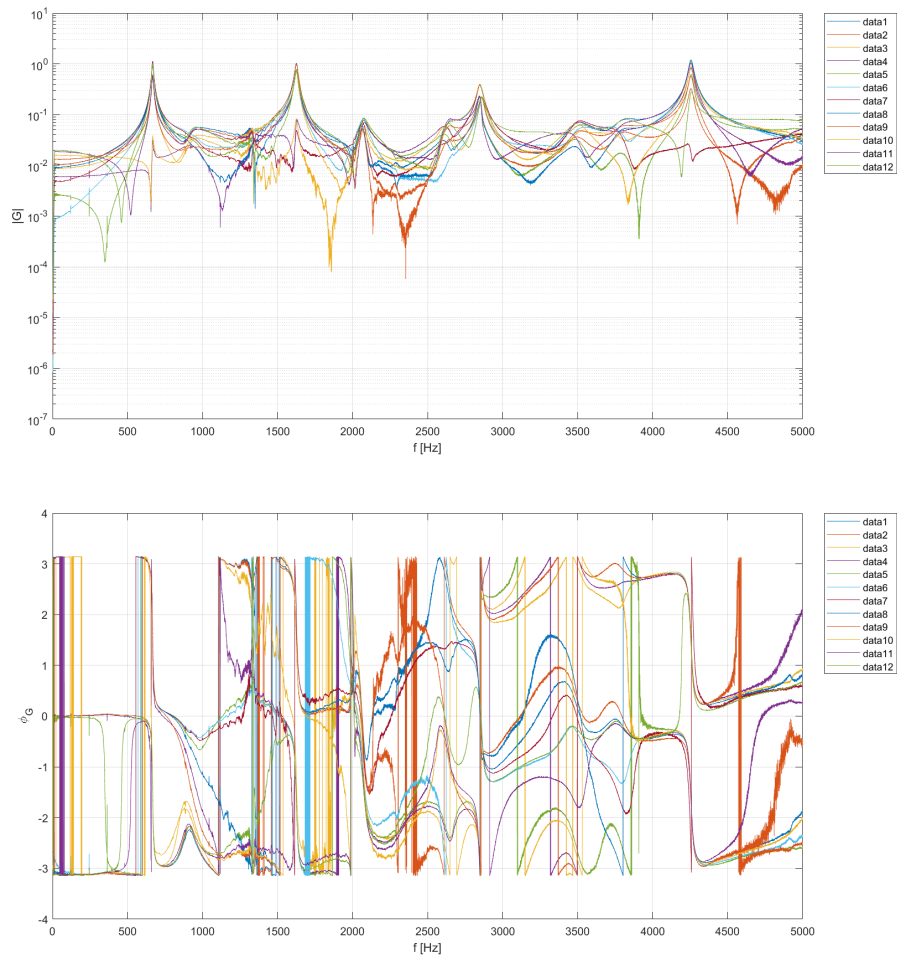 10^1
10^0
10^-1
10^-2
10^-3
10^-4
10^-5
10^-6
10^-7
|G|
0 500 1000 1500 2000 2500 3000 3500 4000 4500 5000
f [Hz]
data1
data2
data3
data4
data5
data6
data7
data8
data9
data10
data11
data12
4
3
2
1
0
-1
-2
-3
-4
ϕ_G
0 500 1000 1500 2000 2500 3000 3500 4000 4500 5000
f [Hz]
data1
data2
data3
data4
data5
data6
data7
data8
data9
data10
data11
data12